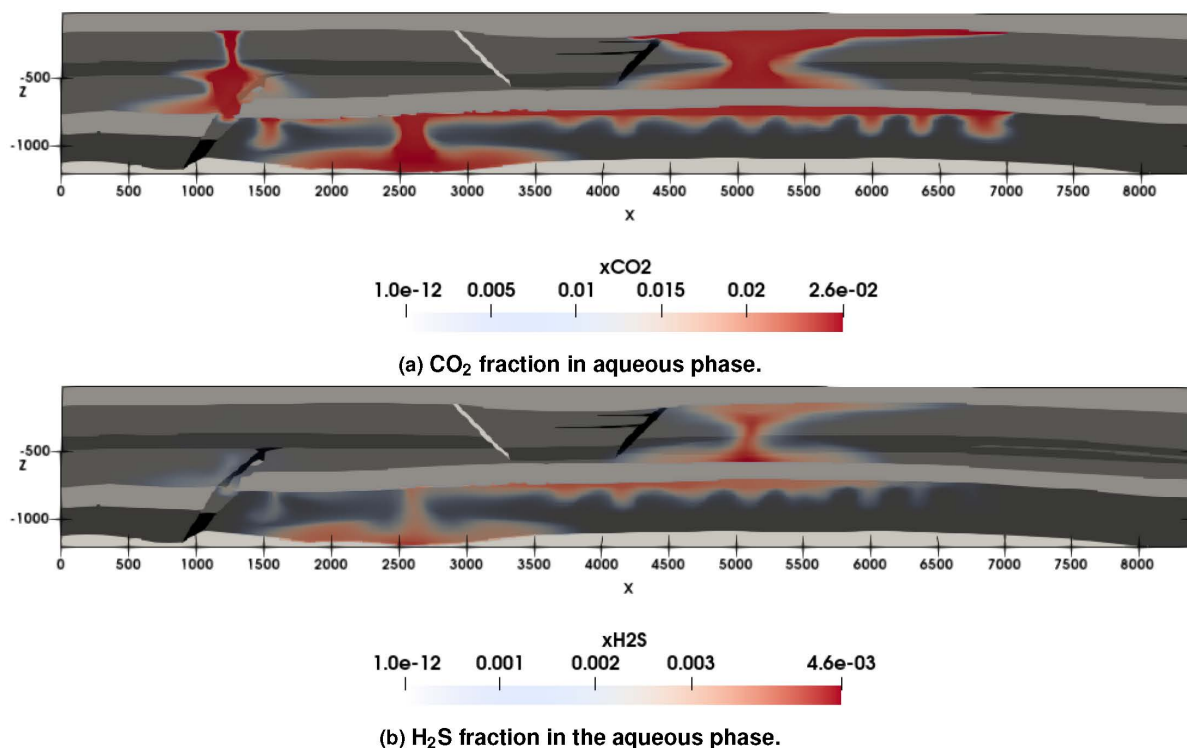 -500
Z
-1000
0 500 1000 1500 2000 2500 3000 3500 4000 4500 5000 5500 6000 6500 7000 7500 8000
X
xCO2
1.0e-12 0.005 0.01 0.015 0.02 2.6e-02
(a) CO₂ fraction in aqueous phase.
-500
Z
-1000
0 500 1000 1500 2000 2500 3000 3500 4000 4500 5000 5500 6000 6500 7000 7500 8000
X
xH2S
1.0e-12 0.001 0.002 0.003 4.6e-03
(b) H₂S fraction in the aqueous phase.